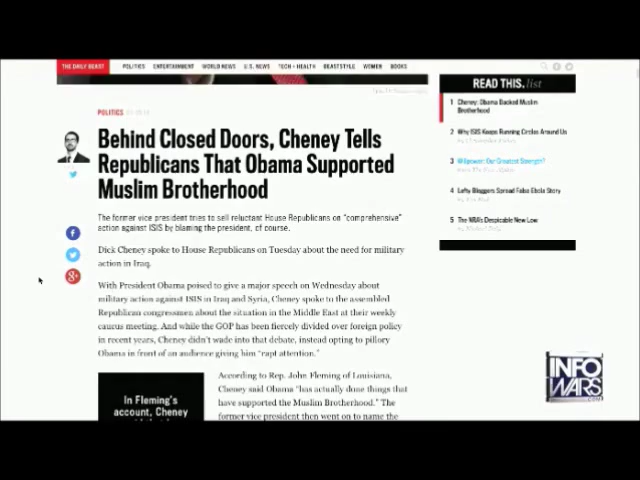 THE DAILY BEAST
POLITICS ENTERTAINMENT WORLD NEWS U.S. NEWS TECH + HEALTH BEASTSTYLE WOMEN BOOKS
POLITICS
Behind Closed Doors, Cheney Tells
Republicans That Obama Supported
Muslim Brotherhood
The former vice president tries to sell reluctant House Republicans on "comprehensive"
action against ISIS by blaming the president, of course.
Dick Cheney spoke to House Republicans on Tuesday about the need for military
action in Iraq.
With President Obama poised to give a major speech on Wednesday about
military action against ISIS in Iraq and Syria, Cheney spoke to the assembled
Republican congressmen about the situation in the Middle East at their weekly
caucus meeting. And while the GOP has been fiercely divided over foreign policy
in recent years, Cheney didn't wade into that debate, instead opting to pillory
Obama in front of an audience giving him "rapt attention."
In Fleming's
account, Cheney
According to Rep. John Fleming of Louisiana,
Cheney said Obama "has actually done things that
have supported the Muslim Brotherhood." The
former vice president then went on to name the
READ THIS. list
1 Cheney: Obama Backed Muslim
Brotherhood
2 Why ISIS Keeps Running Circles Around Us
3 Willpower: Our Greatest Strength?
4 Lefty Bloggers Spread False Ebola Story
5 The NRA's Despicable New Low
INFO
WARS
.COM